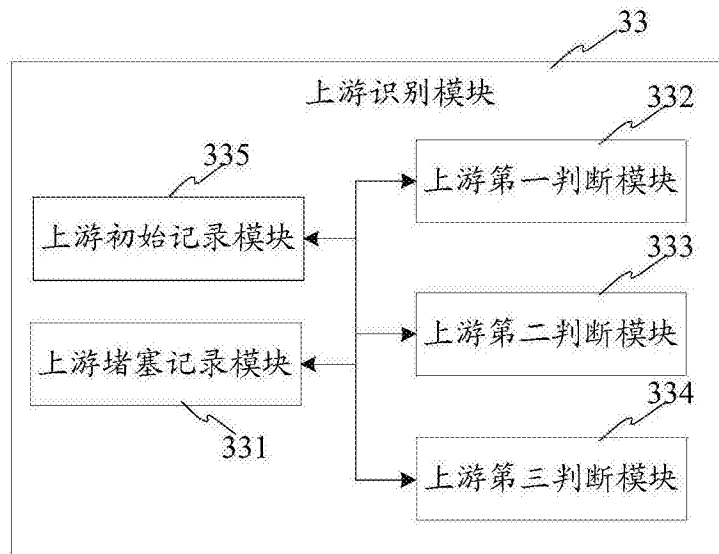 33
上游识别模块
332
上游第一判断模块
335
上游初始记录模块
333
上游第二判断模块
上游堵塞记录模块
331
334
上游第三判断模块